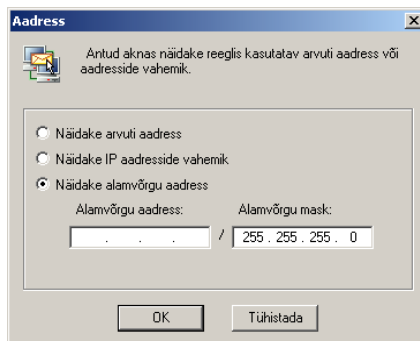 Aadress
Antud aknas näidake reeglis kasutatav arvuti aadress või
aadresside vahemik.
Näidake arvuti aadress
Näidake IP aadresside vahemik
Näidake alamvõrgu aadress
Alamvõrgu aadress: Alamvõrgu mask:
. . . / 255 . 255 . 255 . 0
OK Tühistada